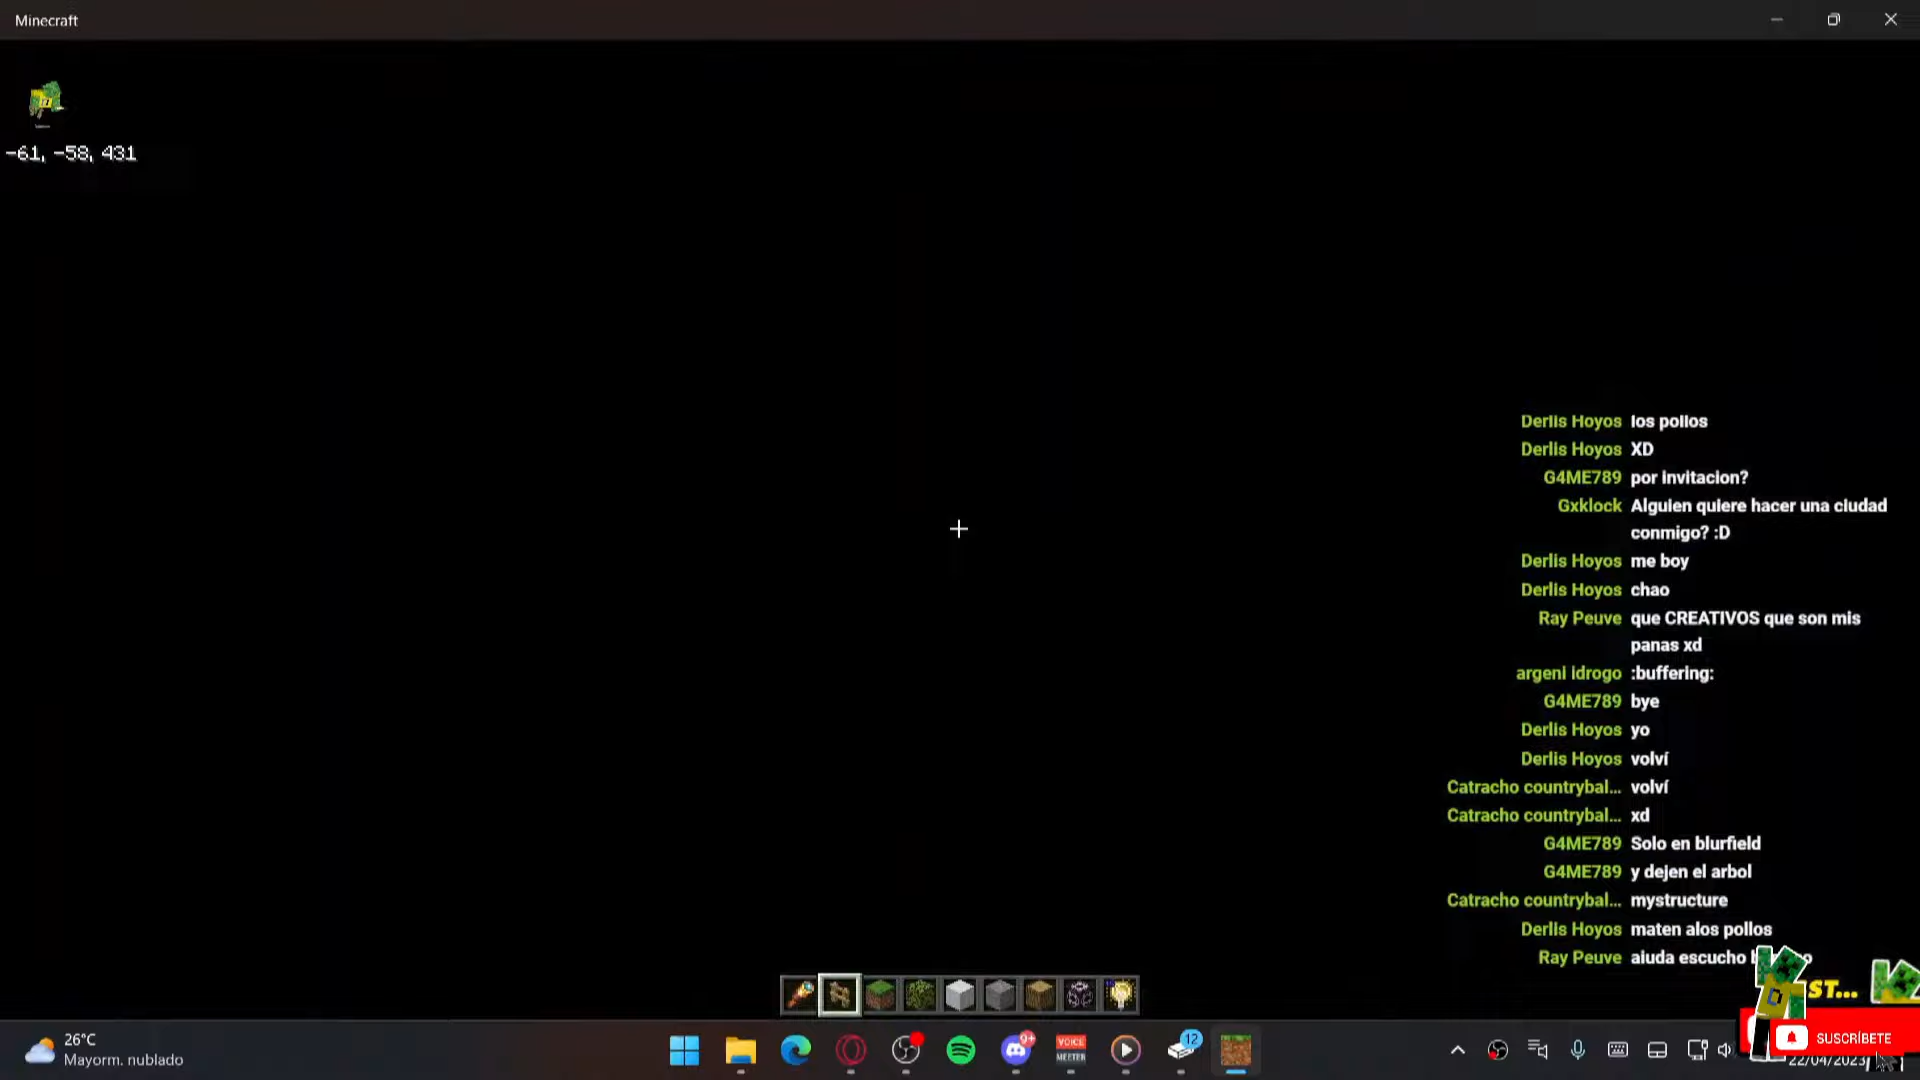 Minecraft
-61, -58, 431
Derlis Hoyos los pollos
Derlis Hoyos XD
G4ME789 por invitacion?
Gxklock Alguien quiere hacer una ciudad
conmigo? :D
Derlis Hoyos me boy
Derlis Hoyos chao
Ray Peuve que CREATIVOS que son mis
panas xd
argeni idrogo :buffering:
G4ME789 bye
Derlis Hoyos yo
Derlis Hoyos volví
Catracho countrybal... volví
Catracho countrybal... xd
G4ME789 Solo en blurfield
G4ME789 y dejen el arbol
Catracho countrybal... mystructure
Derlis Hoyos maten alos pollos
Ray Peuve aiuda escucho
ST...
SUSCRÍBETE
26°C
Mayorm. nublado
9+
VOICE
MEETER
12
22/04/2023